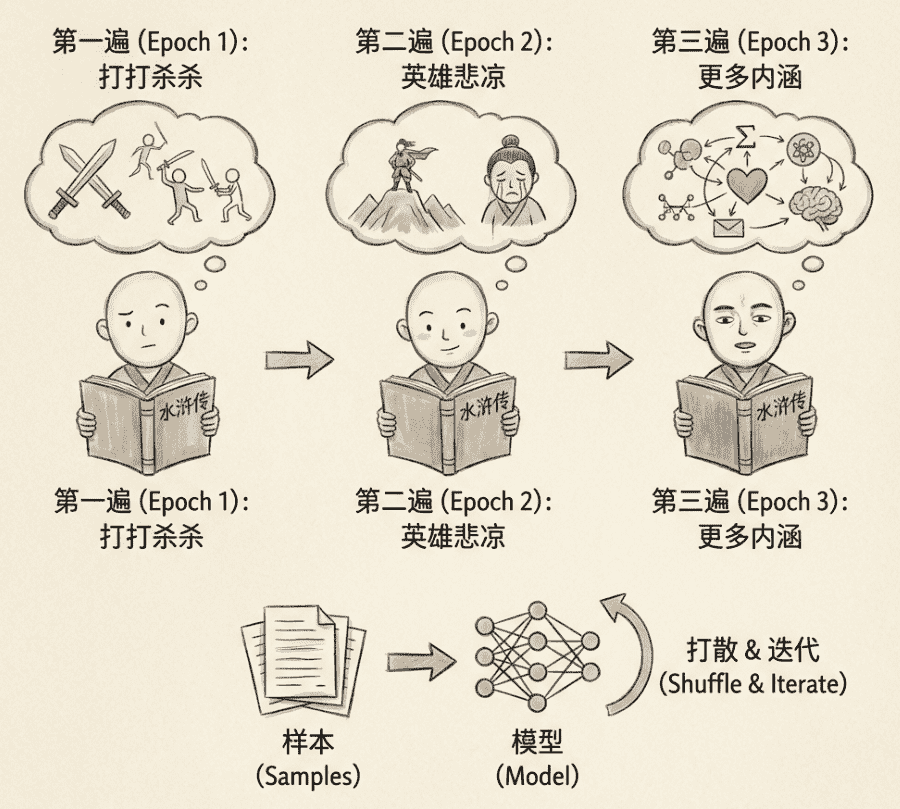 第一遍 (Epoch 1):
打打杀杀
第二遍 (Epoch 2):
英雄悲凉
第三遍 (Epoch 3):
更多内涵
Σ
水浒传
水浒传
水浒传
第一遍 (Epoch 1):
打打杀杀
第二遍 (Epoch 2):
英雄悲凉
第三遍 (Epoch 3):
更多内涵
打散 & 迭代
(Shuffle & Iterate)
样本
(Samples)
模型
(Model)